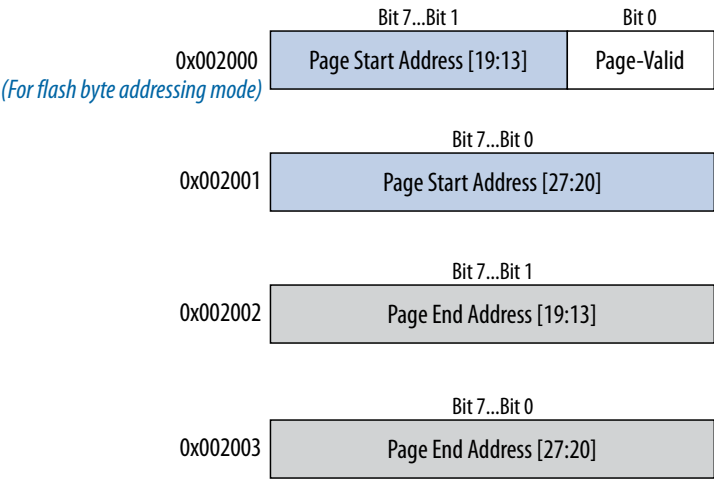 Bit 7...Bit 1 Bit 0
0x002000 Page Start Address [19:13] Page-Valid
(For flash byte addressing mode)
Bit 7...Bit 0
0x002001 Page Start Address [27:20]
Bit 7...Bit 1
0x002002 Page End Address [19:13]
Bit 7...Bit 0
0x002003 Page End Address [27:20]